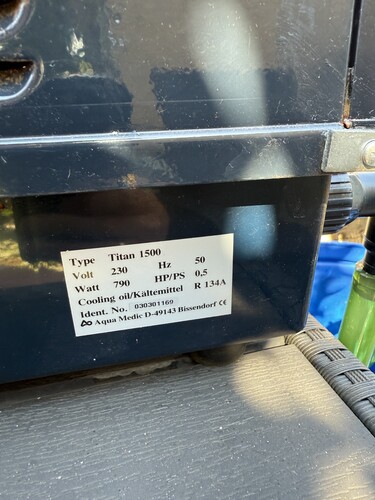 Type Titan 1500
Volt 230 Hz 50
Watt 790 HP/PS 0,5
Cooling oil/Kältemittel R 134A
Ident. No. 030301169
Aqua Medic D-49143 Bissendorf CE